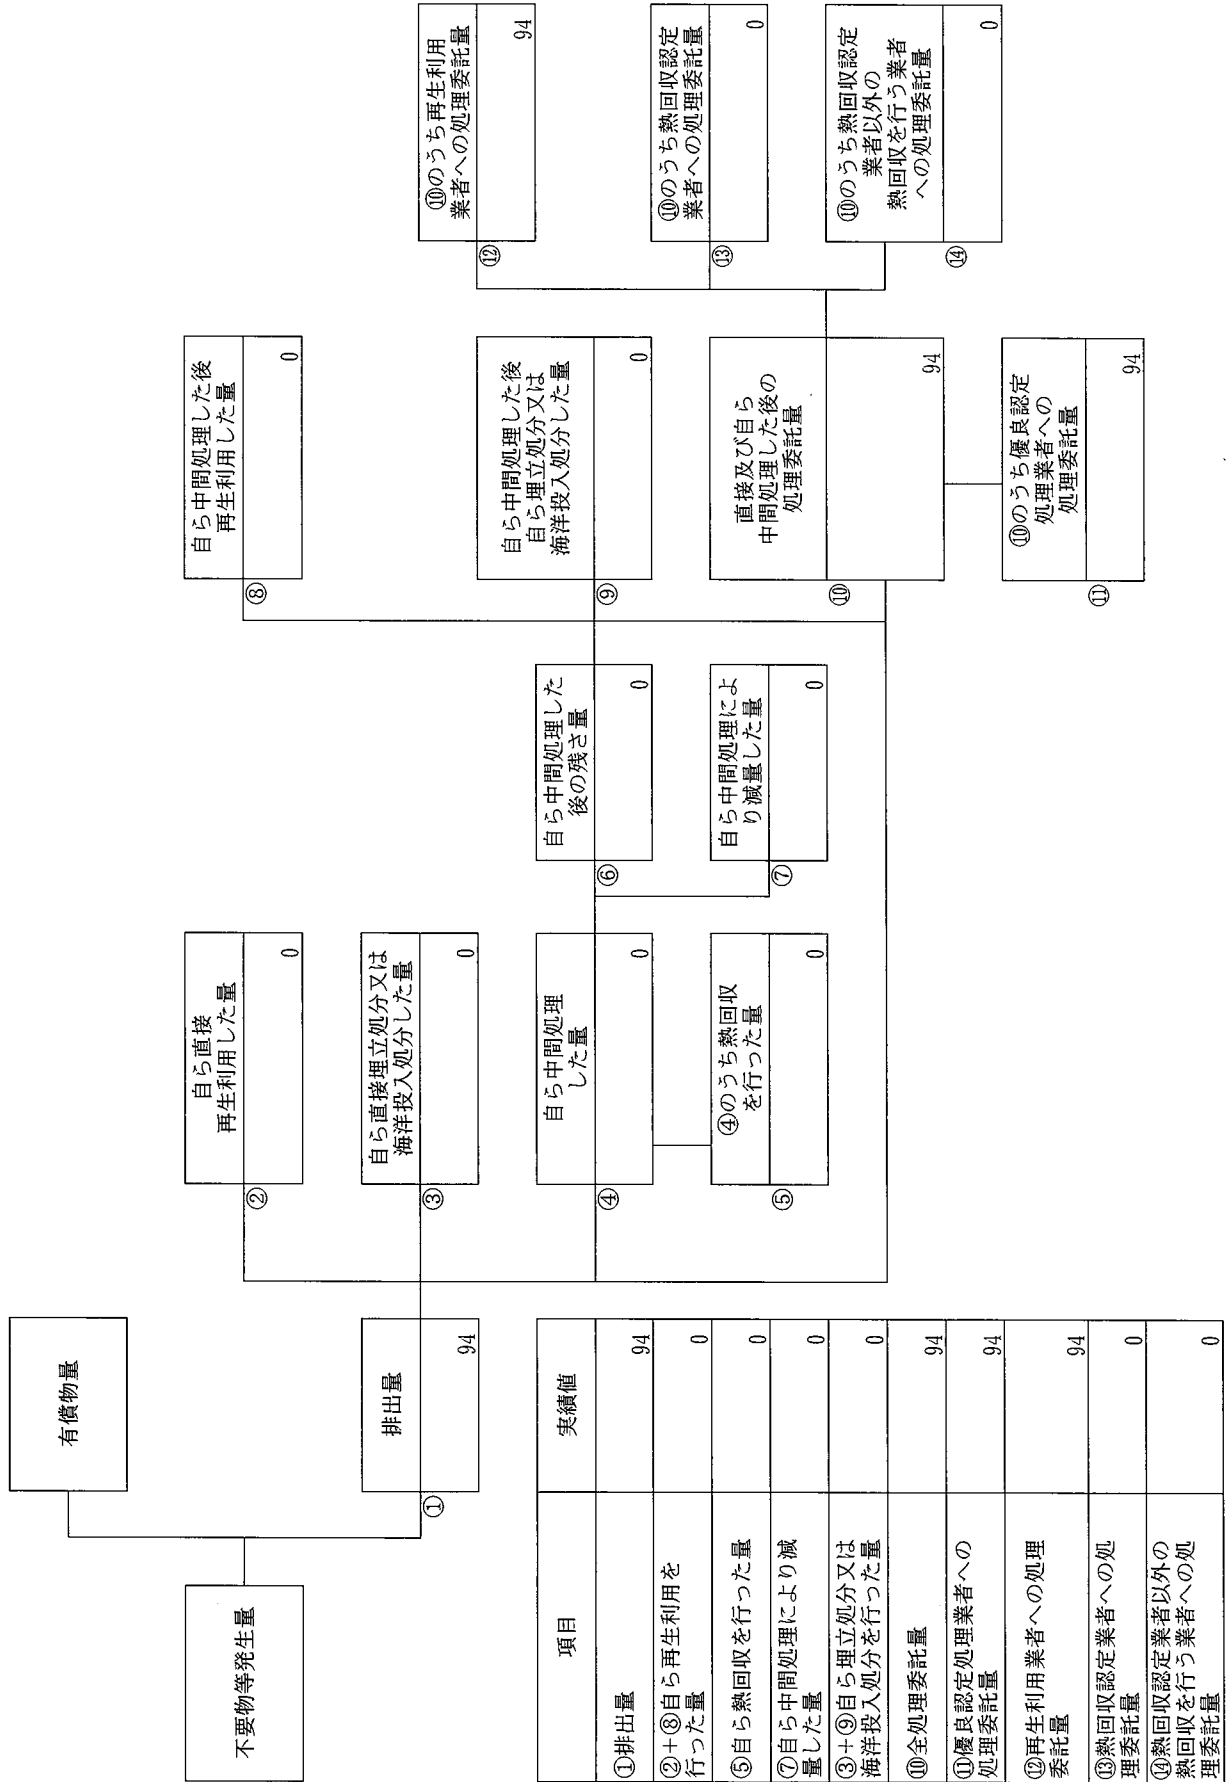 不要物等発生量
有償物量
①
排出量
94
②
自ら直接
再生利用した量
0
③
自ら直接埋立処分又は
海洋投入処分した量
0
④
自ら中間処理
した量
0
⑤
④のうち熱回収
を行った量
0
⑥
自ら中間処理した
後の残さ量
0
⑦
自ら中間処理によ
り減量した量
0
⑧
自ら中間処理した後
再生利用した量
0
⑨
自ら中間処理した後
自ら埋立処分又は
海洋投入処分した量
0
⑩
直接及び自ら
中間処理した後の
処理委託量
94
⑪
⑩のうち優良認定
処理業者への
処理委託量
94
⑫
⑩のうち再生利用
業者への処理委託量
94
⑬
⑩のうち熱回収認定
業者への処理委託量
0
⑭
⑩のうち熱回収認定
業者以外の
熱回収を行う業者
への処理委託量
0
項目 実績値
①排出量 94
②+⑧自ら再生利用を
行った量 0
⑤自ら熱回収を行った量 0
⑦自ら中間処理により減
量した量 0
③+⑨自ら埋立処分又は
海洋投入処分を行った量 0
⑩全処理委託量 94
⑪優良認定処理業者への
処理委託量 94
⑫再生利用業者への処理
委託量 94
⑬熱回収認定業者への処
理委託量 0
⑭熱回収認定業者以外の
熱回収を行う業者への処
理委託量 0